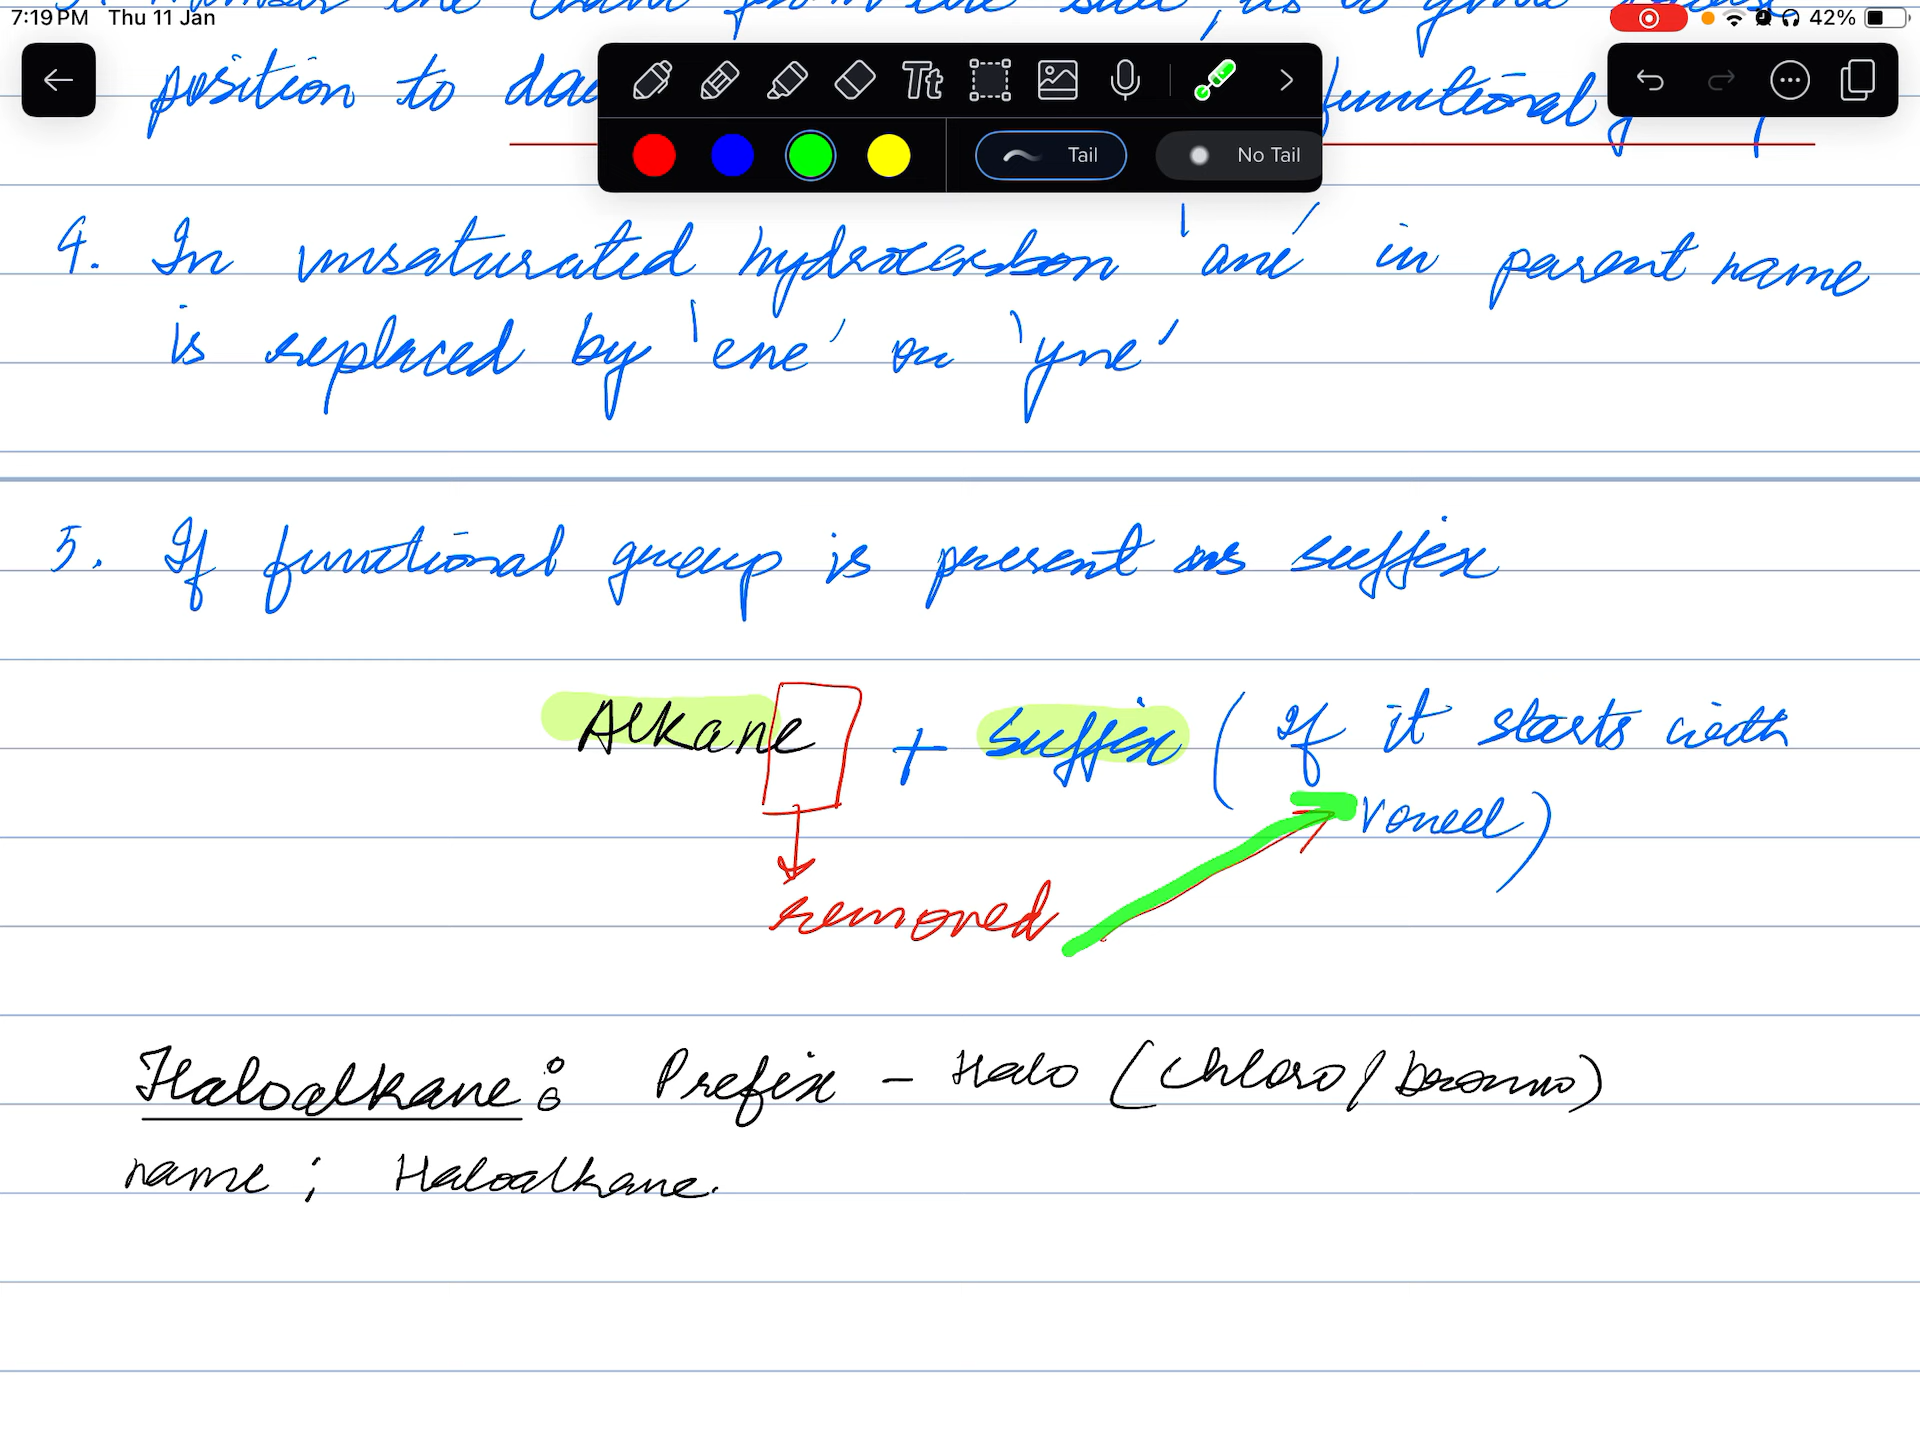 7:19 PM Thu 11 Jan 42%
position to functional
Tt
Tail No Tail
4. In unsaturated hydrocarbon 'ane' in parent name
is replaced by 'ene' or 'yne'
5. If functional group is present as suffix
Alkane + suffix ( If it starts with
vowel)
removed
Haloalkane: Prefix - Halo (chloro/bromo)
name; Haloalkane.